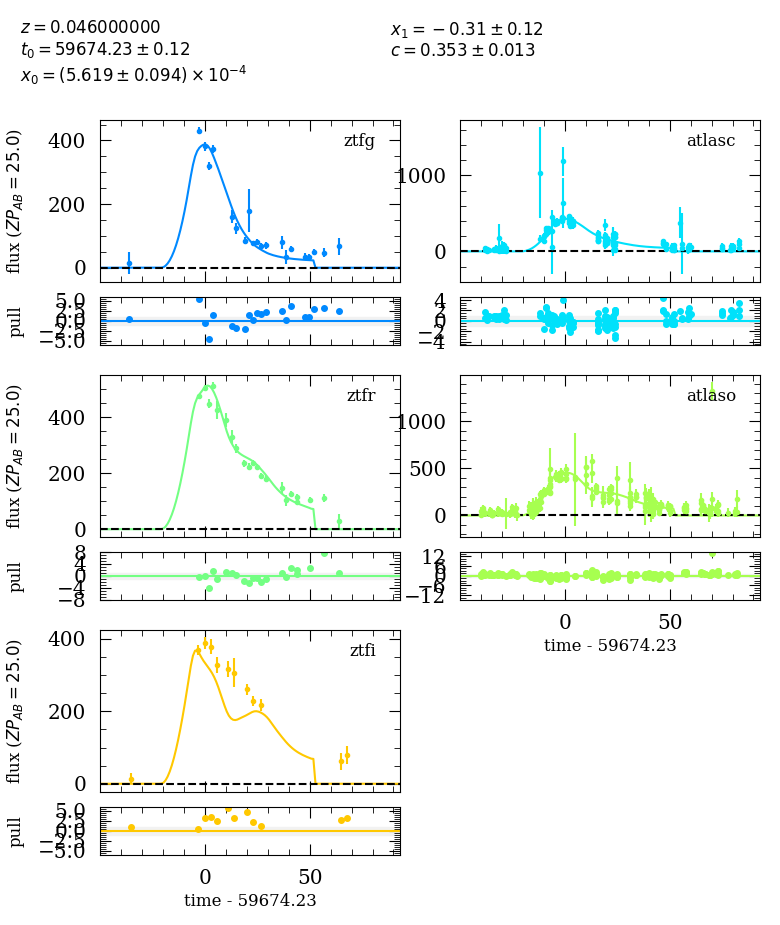 z = 0.046000000
t₀ = 59674.23 ± 0.12
x₀ = (5.619 ± 0.094) × 10⁻⁴
x₁ = −0.31 ± 0.12
c = 0.353 ± 0.013
flux (ZP_AB = 25.0)
400
200
0
ztfg
1000
0
atlasc
pull
5.0
2.5
0.0
−2.5
−5.0
4
2
0
−2
−4
flux (ZP_AB = 25.0)
400
200
0
ztfr
1000
500
0
atlaso
pull
8
4
0
−4
−8
12
6
0
−6
−12
0
50
time - 59674.23
flux (ZP_AB = 25.0)
400
200
0
ztfi
pull
5.0
2.5
0.0
−2.5
−5.0
0
50
time - 59674.23